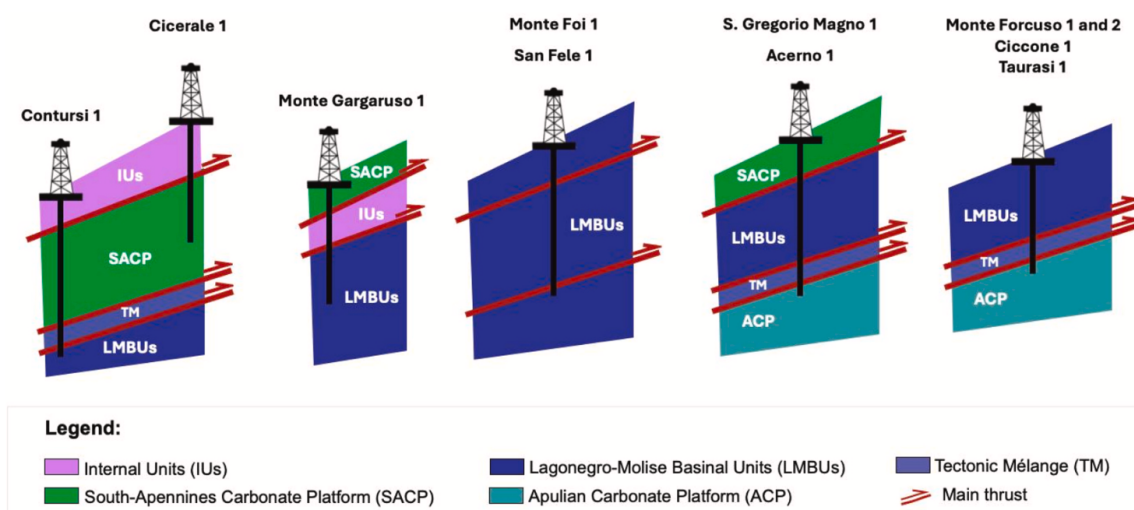 Cicerale 1
Contursi 1
IUs
SACP
TM
LMBUs
Monte Gargaruso 1
SACP
IUs
LMBUs
Monte Foi 1
San Fele 1
LMBUs
S. Gregorio Magno 1
Acerno 1
SACP
LMBUs
TM
ACP
Monte Forcuso 1 and 2
Ciccone 1
Taurasi 1
LMBUs
TM
ACP
Legend:
Internal Units (IUs)
South-Apennines Carbonate Platform (SACP)
Lagonegro-Molise Basinal Units (LMBUs)
Apulian Carbonate Platform (ACP)
Tectonic Mélange (TM)
Main thrust